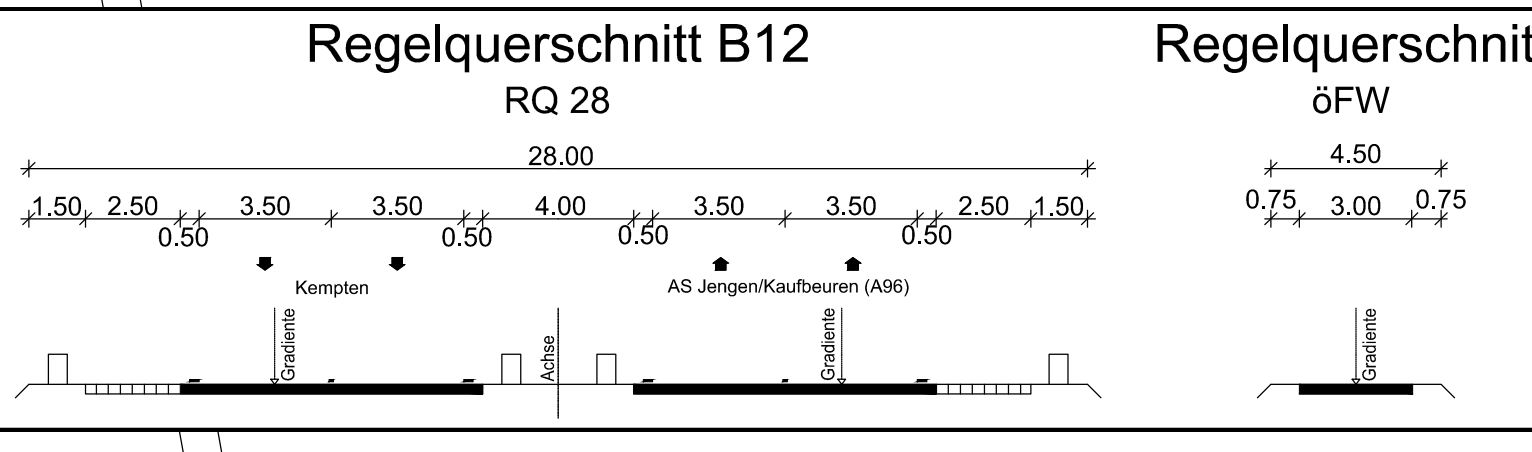 Regelquerschnitt B12
RQ 28
28.00
1.50 2.50 3.50 3.50 4.00 3.50 3.50 2.50 1.50
0.50 0.50 0.50 0.50
Kempten AS Jengen/Kaufbeuren (A96)
Gradiente Achse Gradiente
Regelquerschnit
öFW
4.50
0.75 3.00 0.75
Gradiente